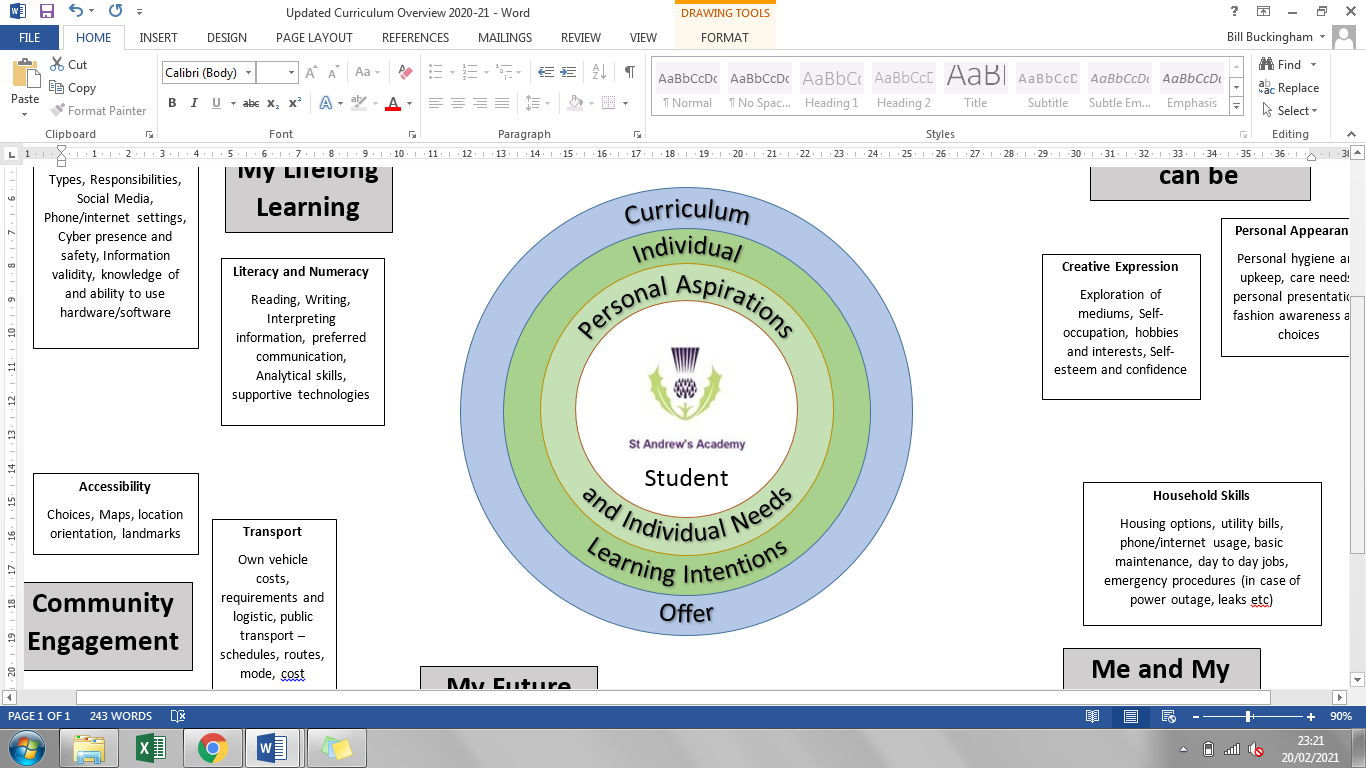 Updated Curriculum Overview 2020-21 - Word
DRAWING TOOLS
FILE
HOME
INSERT
DESIGN
PAGE LAYOUT
REFERENCES
MAILINGS
REVIEW
VIEW
FORMAT
Bill Buckingham
Paste
Cut
Copy
Format Painter
Calibri (Body)
AaBbCcDc
¶ Normal
AaBbCcDc
¶ No Spac...
AaBbCc
Heading 1
AaBbCcD
Heading 2
AaBl
Title
AaBbCcD
Subtitle
AaBbCcDc
Subtle Em...
AaBbCcDc
Emphasis
Find
Replace
Select
Clipboard
Font
Paragraph
Styles
Editing
Types, Responsibilities,
Social Media,
Phone/internet settings,
Cyber presence and
safety, Information
validity, knowledge of
and ability to use
hardware/software
My Lifelong
Learning
Literacy and Numeracy
Reading, Writing,
Interpreting
information, preferred
communication,
Analytical skills,
supportive technologies
Accessibility
Choices, Maps, location
orientation, landmarks
Community
Engagement
Transport
Own vehicle
costs,
requirements and
logistic, public
transport –
schedules, routes,
mode, cost
Curriculum
Individual
Personal Aspirations
St Andrew's Academy
Student
and Individual Needs
Learning Intentions
Offer
My Future
can be
Creative Expression
Exploration of
mediums, Self-
occupation, hobbies
and interests, Self-
esteem and confidence
Personal Appearan
Personal hygiene an
upkeep, care needs
personal presentatio
fashion awareness a
choices
Household Skills
Housing options, utility bills,
phone/internet usage, basic
maintenance, day to day jobs,
emergency procedures (in case of
power outage, leaks etc)
Me and My
PAGE 1 OF 1
243 WORDS
90%
23:21
20/02/2021